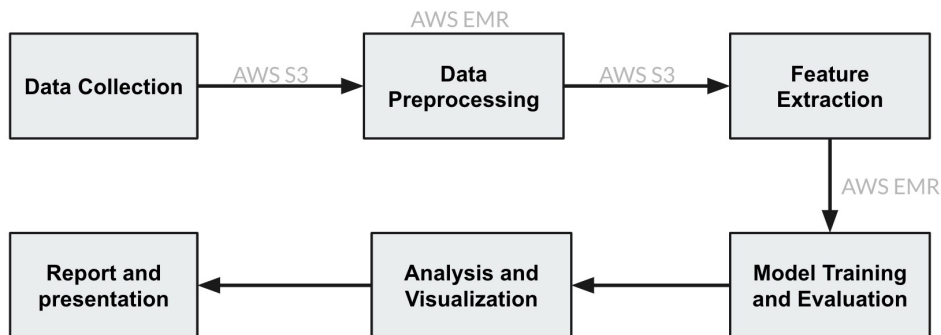 AWS EMR
Data Collection
AWS S3
Data
Preprocessing
AWS S3
Feature
Extraction
AWS EMR
Model Training
and Evaluation
Analysis and
Visualization
Report and
presentation